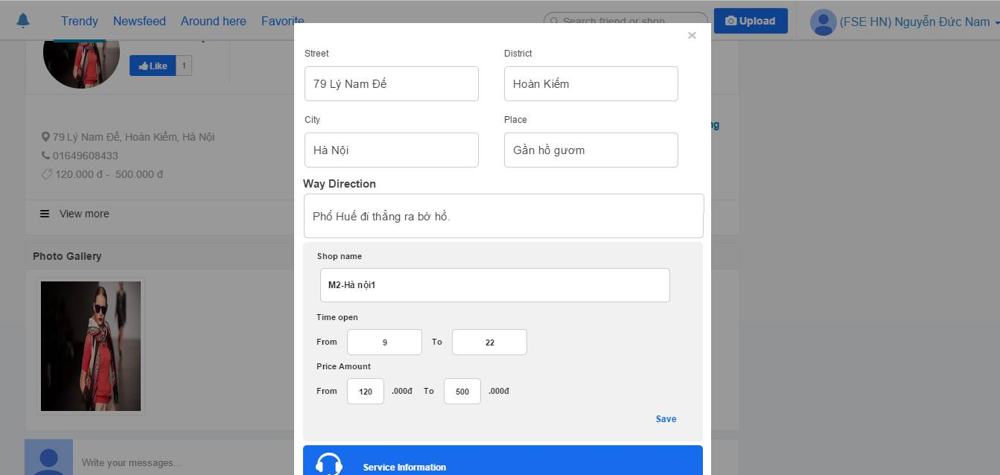 Trendy Newsfeed Around here Favorite Search friend or shop Upload (FSE HN) Nguyễn Đức Nam
Like 1
79 Lý Nam Đế, Hoàn Kiếm, Hà Nội
01649608433
120.000 đ - 500.000 đ
View more
Photo Gallery
Write your messages...
×
Street District
79 Lý Nam Đế Hoàn Kiếm
City Place
Hà Nội Gần hồ gươm
Way Direction
Phố Huế đí thẳng ra bở hồ.
Shop name
M2-Hà nội1
Time open
From 9 To 22
Price Amount
From 120 .000đ To 500 .000đ
Save
Service Information